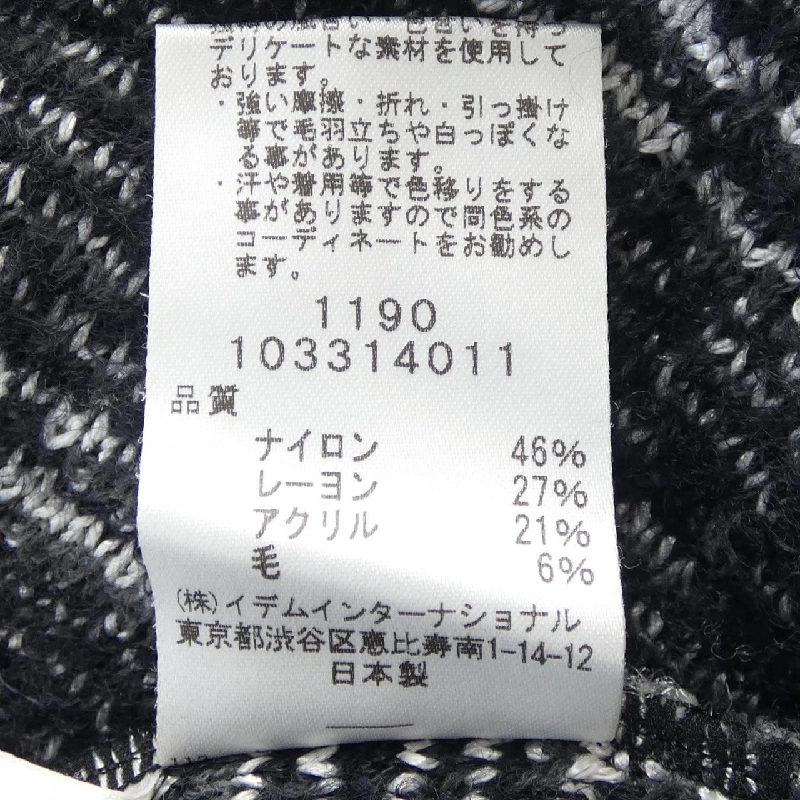 デリケートな素材を使用して
おります。
・強い摩擦・折れ・引っ掛け
等で毛羽立ちや白っぽくな
る事があります。
・汗や着用等で色移りをする
事がありますので同色系の
コーディネートをお勧めし
ます。
1190
103314011
品質
ナイロン 46%
レーヨン 27%
アクリル 21%
毛 6%
(株)イデムインターナショナル
東京都渋谷区恵比寿南1-14-12
日本製